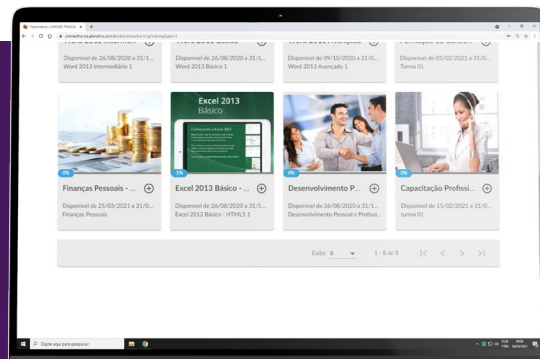 Word 2013 Intermediário 1
Word 2013 Básico 1
Word 2013 Avançado 1
Turma 01
Disponível de 26/08/2020 a 31/1...
Disponível de 26/08/2020 a 31/1...
Disponível de 09/10/2020 a 31/1...
Disponível de 05/02/2021 a 31/0...
Excel 2013
Básico
0%
1%
0%
0%
Finanças Pessoais - ...
Excel 2013 Básico - ...
Desenvolvimento P...
Capacitação Profissi...
Disponível de 25/03/2021 a 31/0...
Disponível de 26/08/2020 a 31/1...
Disponível de 26/08/2020 a 31/1...
Disponível de 15/02/2021 a 31/0...
Finanças Pessoais
Excel 2013 Básico - HTML5 1
Desenvolvimento Pessoal e Profissi...
turma 01
Exibir 8
1 - 8 de 8
Digite aqui para pesquisar